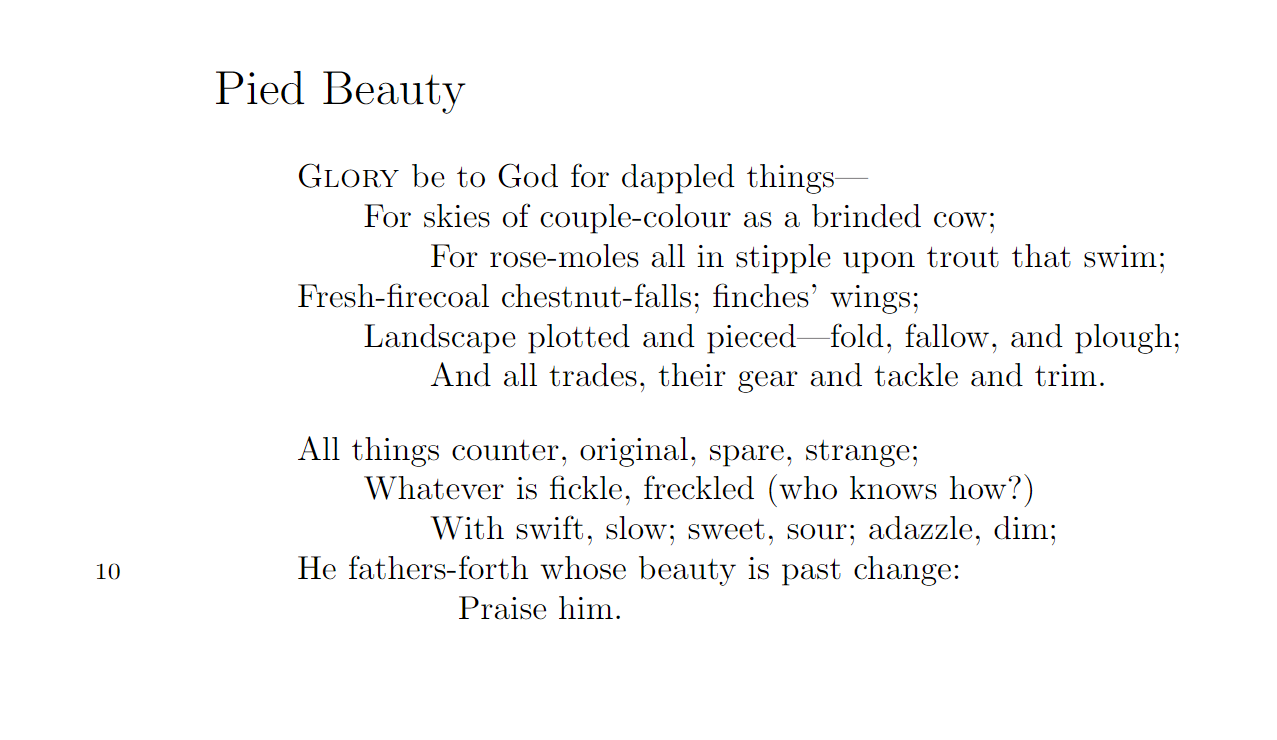 Pied Beauty
GLORY be to God for dappled things—
For skies of couple-colour as a brinded cow;
For rose-moles all in stipple upon trout that swim;
Fresh-firecoal chestnut-falls; finches’ wings;
Landscape plotted and pieced—fold, fallow, and plough;
And all trades, their gear and tackle and trim.
All things counter, original, spare, strange;
Whatever is fickle, freckled (who knows how?)
With swift, slow; sweet, sour; adazzle, dim;
10 He fathers-forth whose beauty is past change:
Praise him.